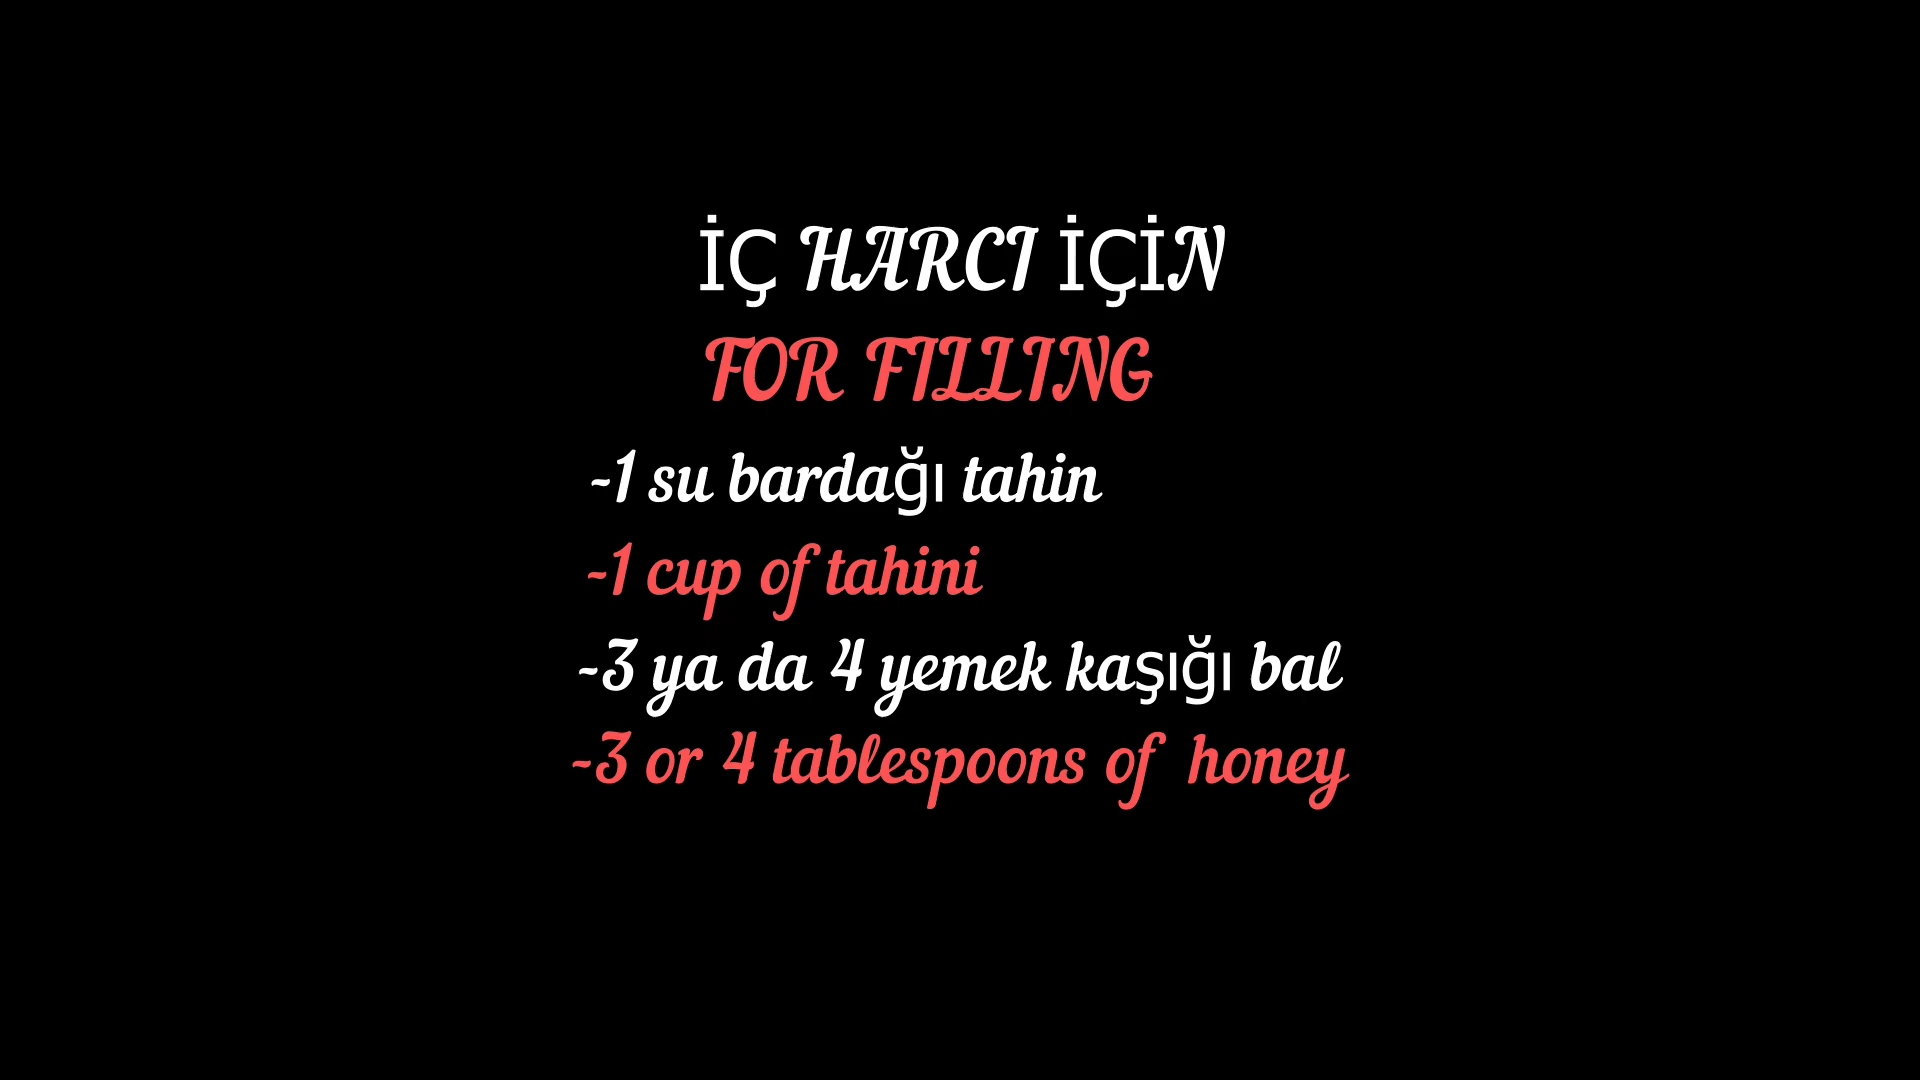 İÇ HARCI İÇİN
FOR FILLING
-1 su bardağı tahin
-1 cup of tahini
-3 ya da 4 yemek kaşığı bal
-3 or 4 tablespoons of honey